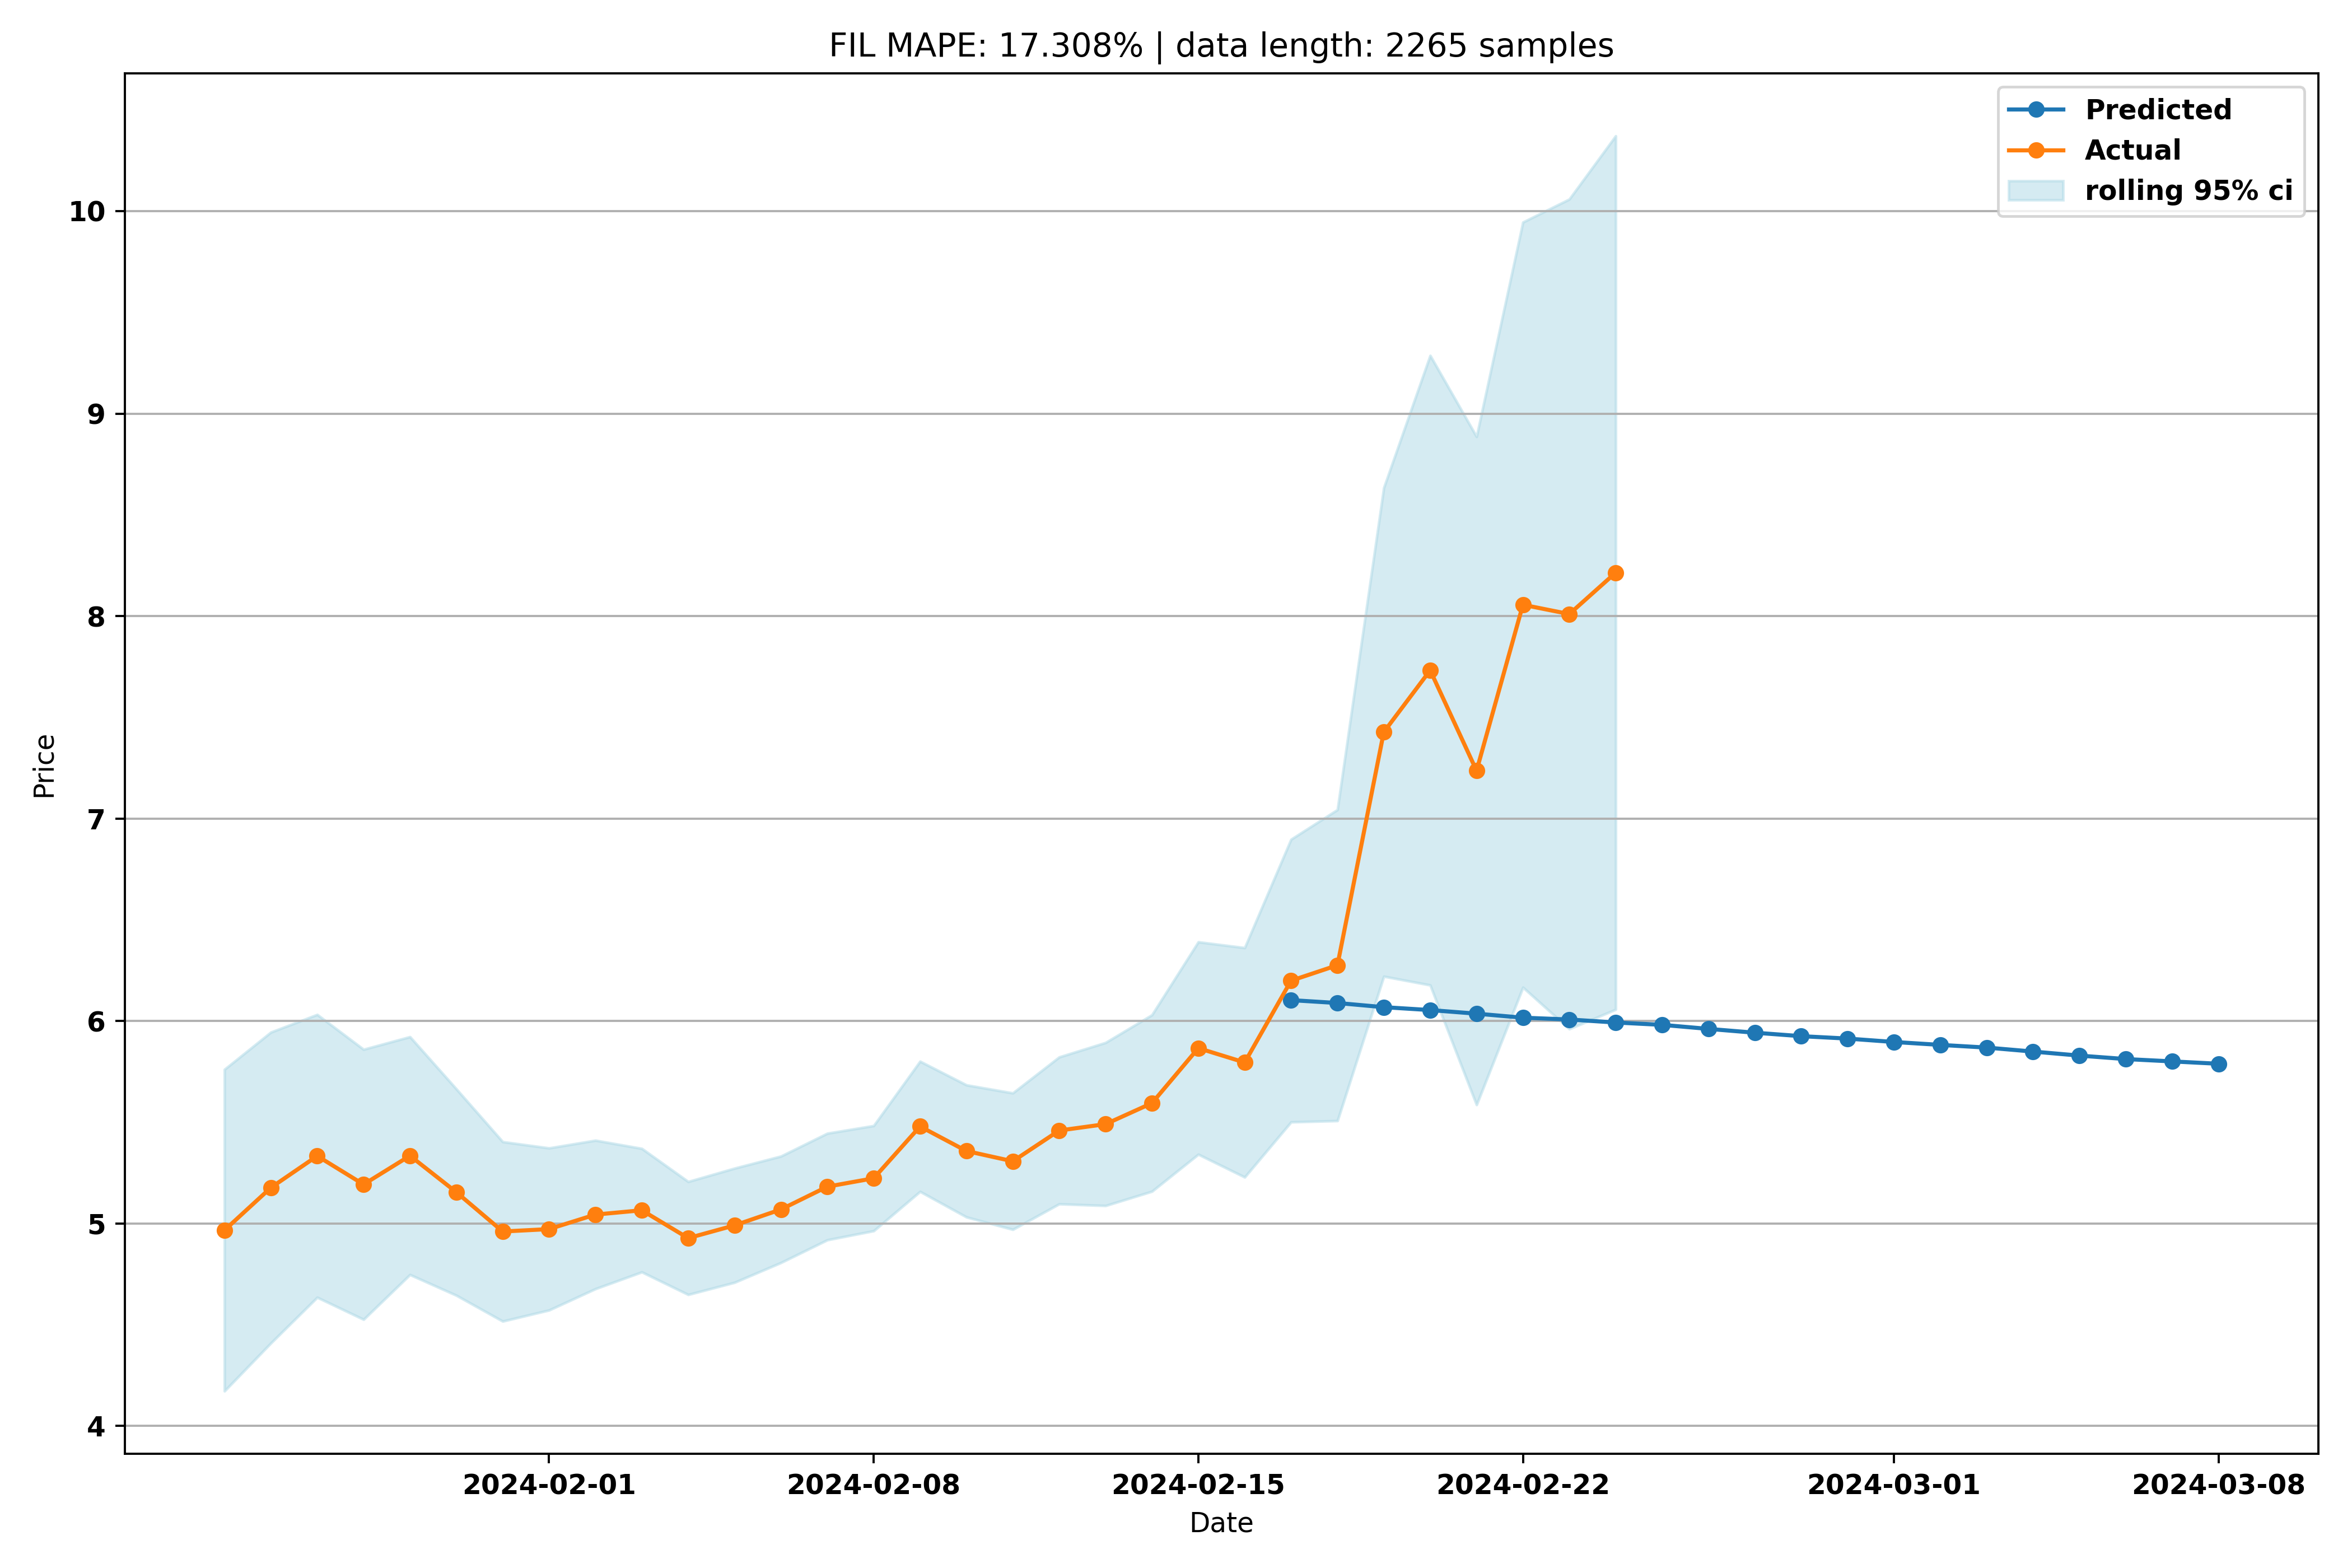 FIL MAPE: 17.308% | data length: 2265 samples
Predicted
Actual
rolling 95% ci
10
9
8
7
6
5
4
Price
2024-02-01
2024-02-08
2024-02-15
2024-02-22
2024-03-01
2024-03-08
Date